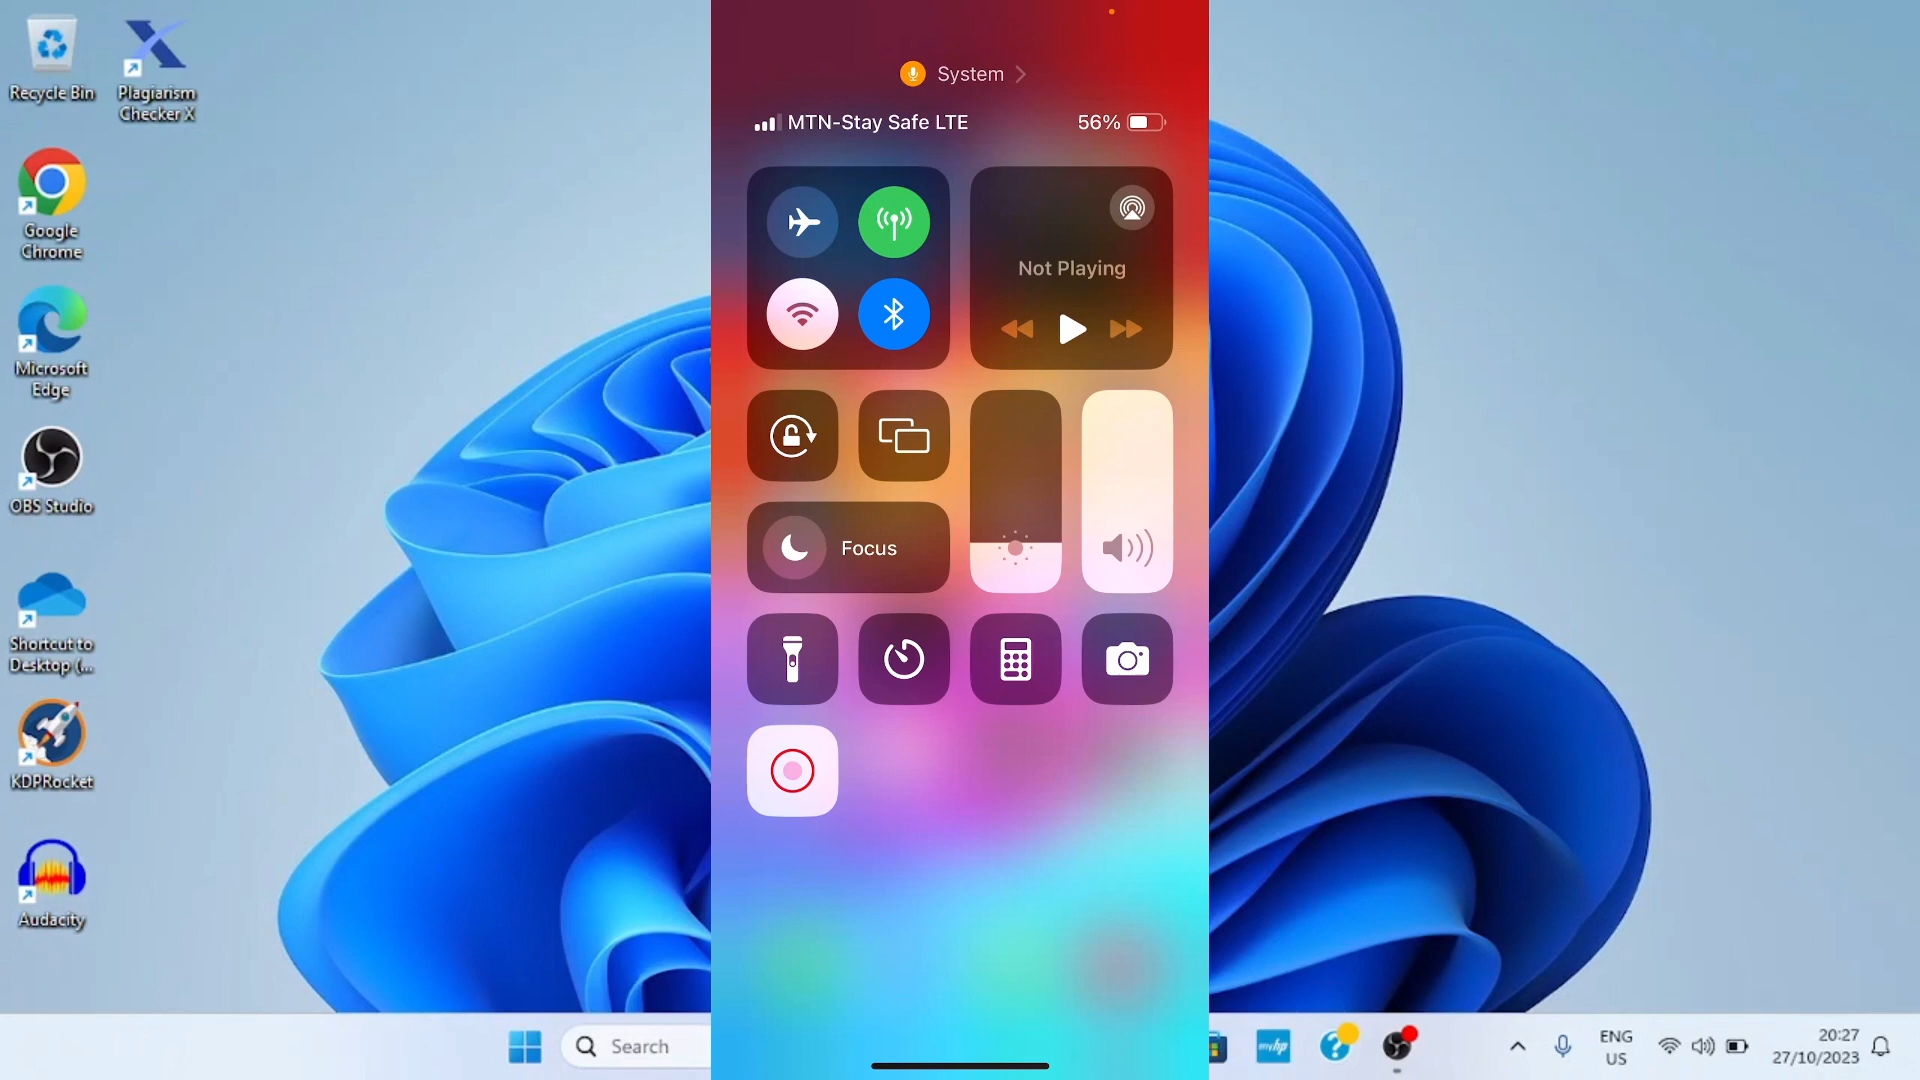 Recycle Bin
Plagiarism
Checker X
Google
Chrome
Microsoft
Edge
OBS Studio
Shortcut to
Desktop (...
KDPRocket
Audacity
System
MTN-Stay Safe LTE
56%
Not Playing
Focus
Search
myhp
ENG
US
20:27
27/10/2023